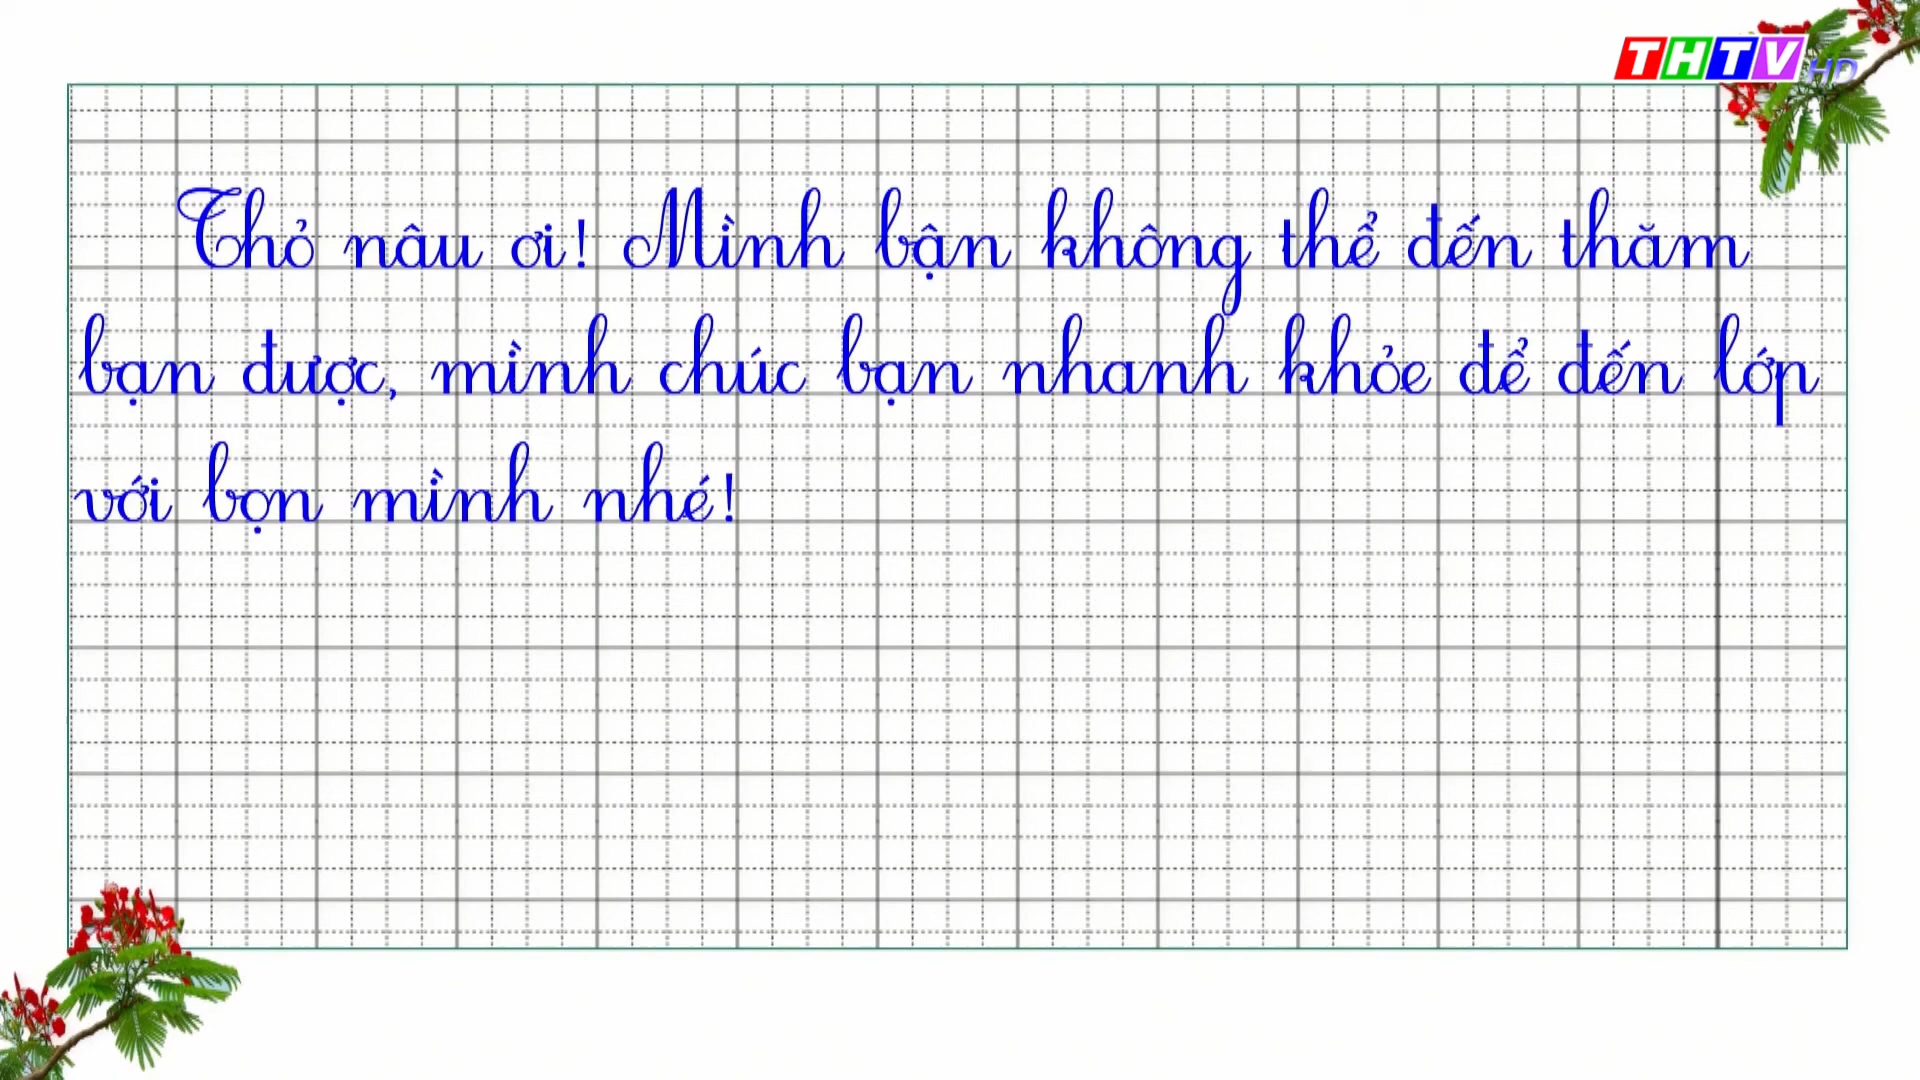 THTV HD
Thỏ nâu ơi! Mình bận không thể đến thăm
bạn được, mình chúc bạn nhanh khỏe để đến lớp
với bọn mình nhé!